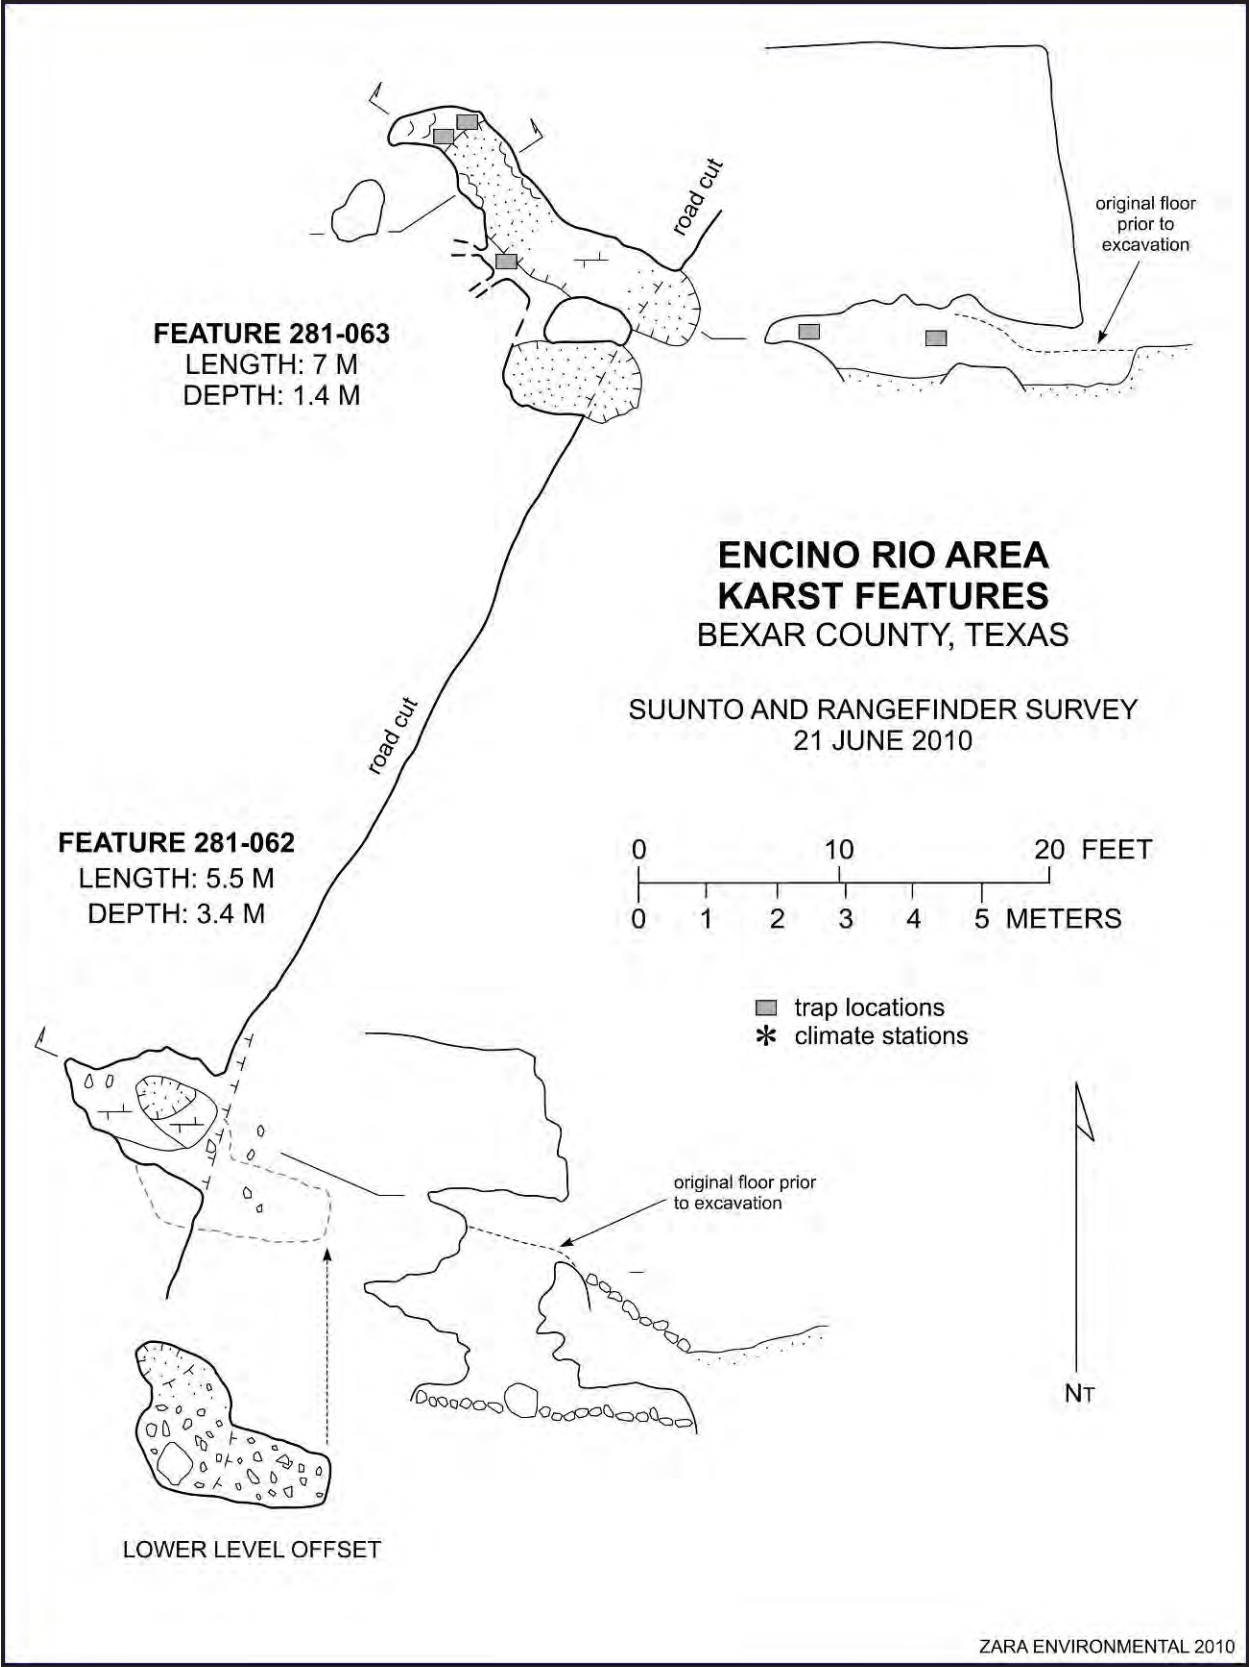 road cut
original floor
prior to
excavation
FEATURE 281-063
LENGTH: 7 M
DEPTH: 1.4 M
ENCINO RIO AREA
KARST FEATURES
BEXAR COUNTY, TEXAS
SUUNTO AND RANGEFINDER SURVEY
21 JUNE 2010
road cut
FEATURE 281-062
LENGTH: 5.5 M
DEPTH: 3.4 M
0 10 20 FEET
0 1 2 3 4 5 METERS
trap locations
* climate stations
original floor prior
to excavation
NT
LOWER LEVEL OFFSET
ZARA ENVIRONMENTAL 2010